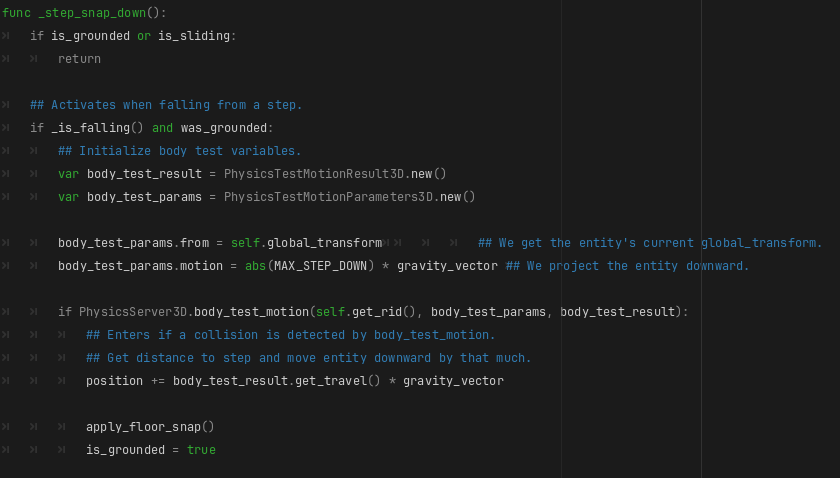 func _step_snap_down():
if is_grounded or is_sliding:
return
## Activates when falling from a step.
if _is_falling() and was_grounded:
## Initialize body test variables.
var body_test_result = PhysicsTestMotionResult3D.new()
var body_test_params = PhysicsTestMotionParameters3D.new()
body_test_params.from = self.global_transform ## We get the entity's current global_transform.
body_test_params.motion = abs(MAX_STEP_DOWN) * gravity_vector ## We project the entity downward.
if PhysicsServer3D.body_test_motion(self.get_rid(), body_test_params, body_test_result):
## Enters if a collision is detected by body_test_motion.
## Get distance to step and move entity downward by that much.
position += body_test_result.get_travel() * gravity_vector
apply_floor_snap()
is_grounded = true